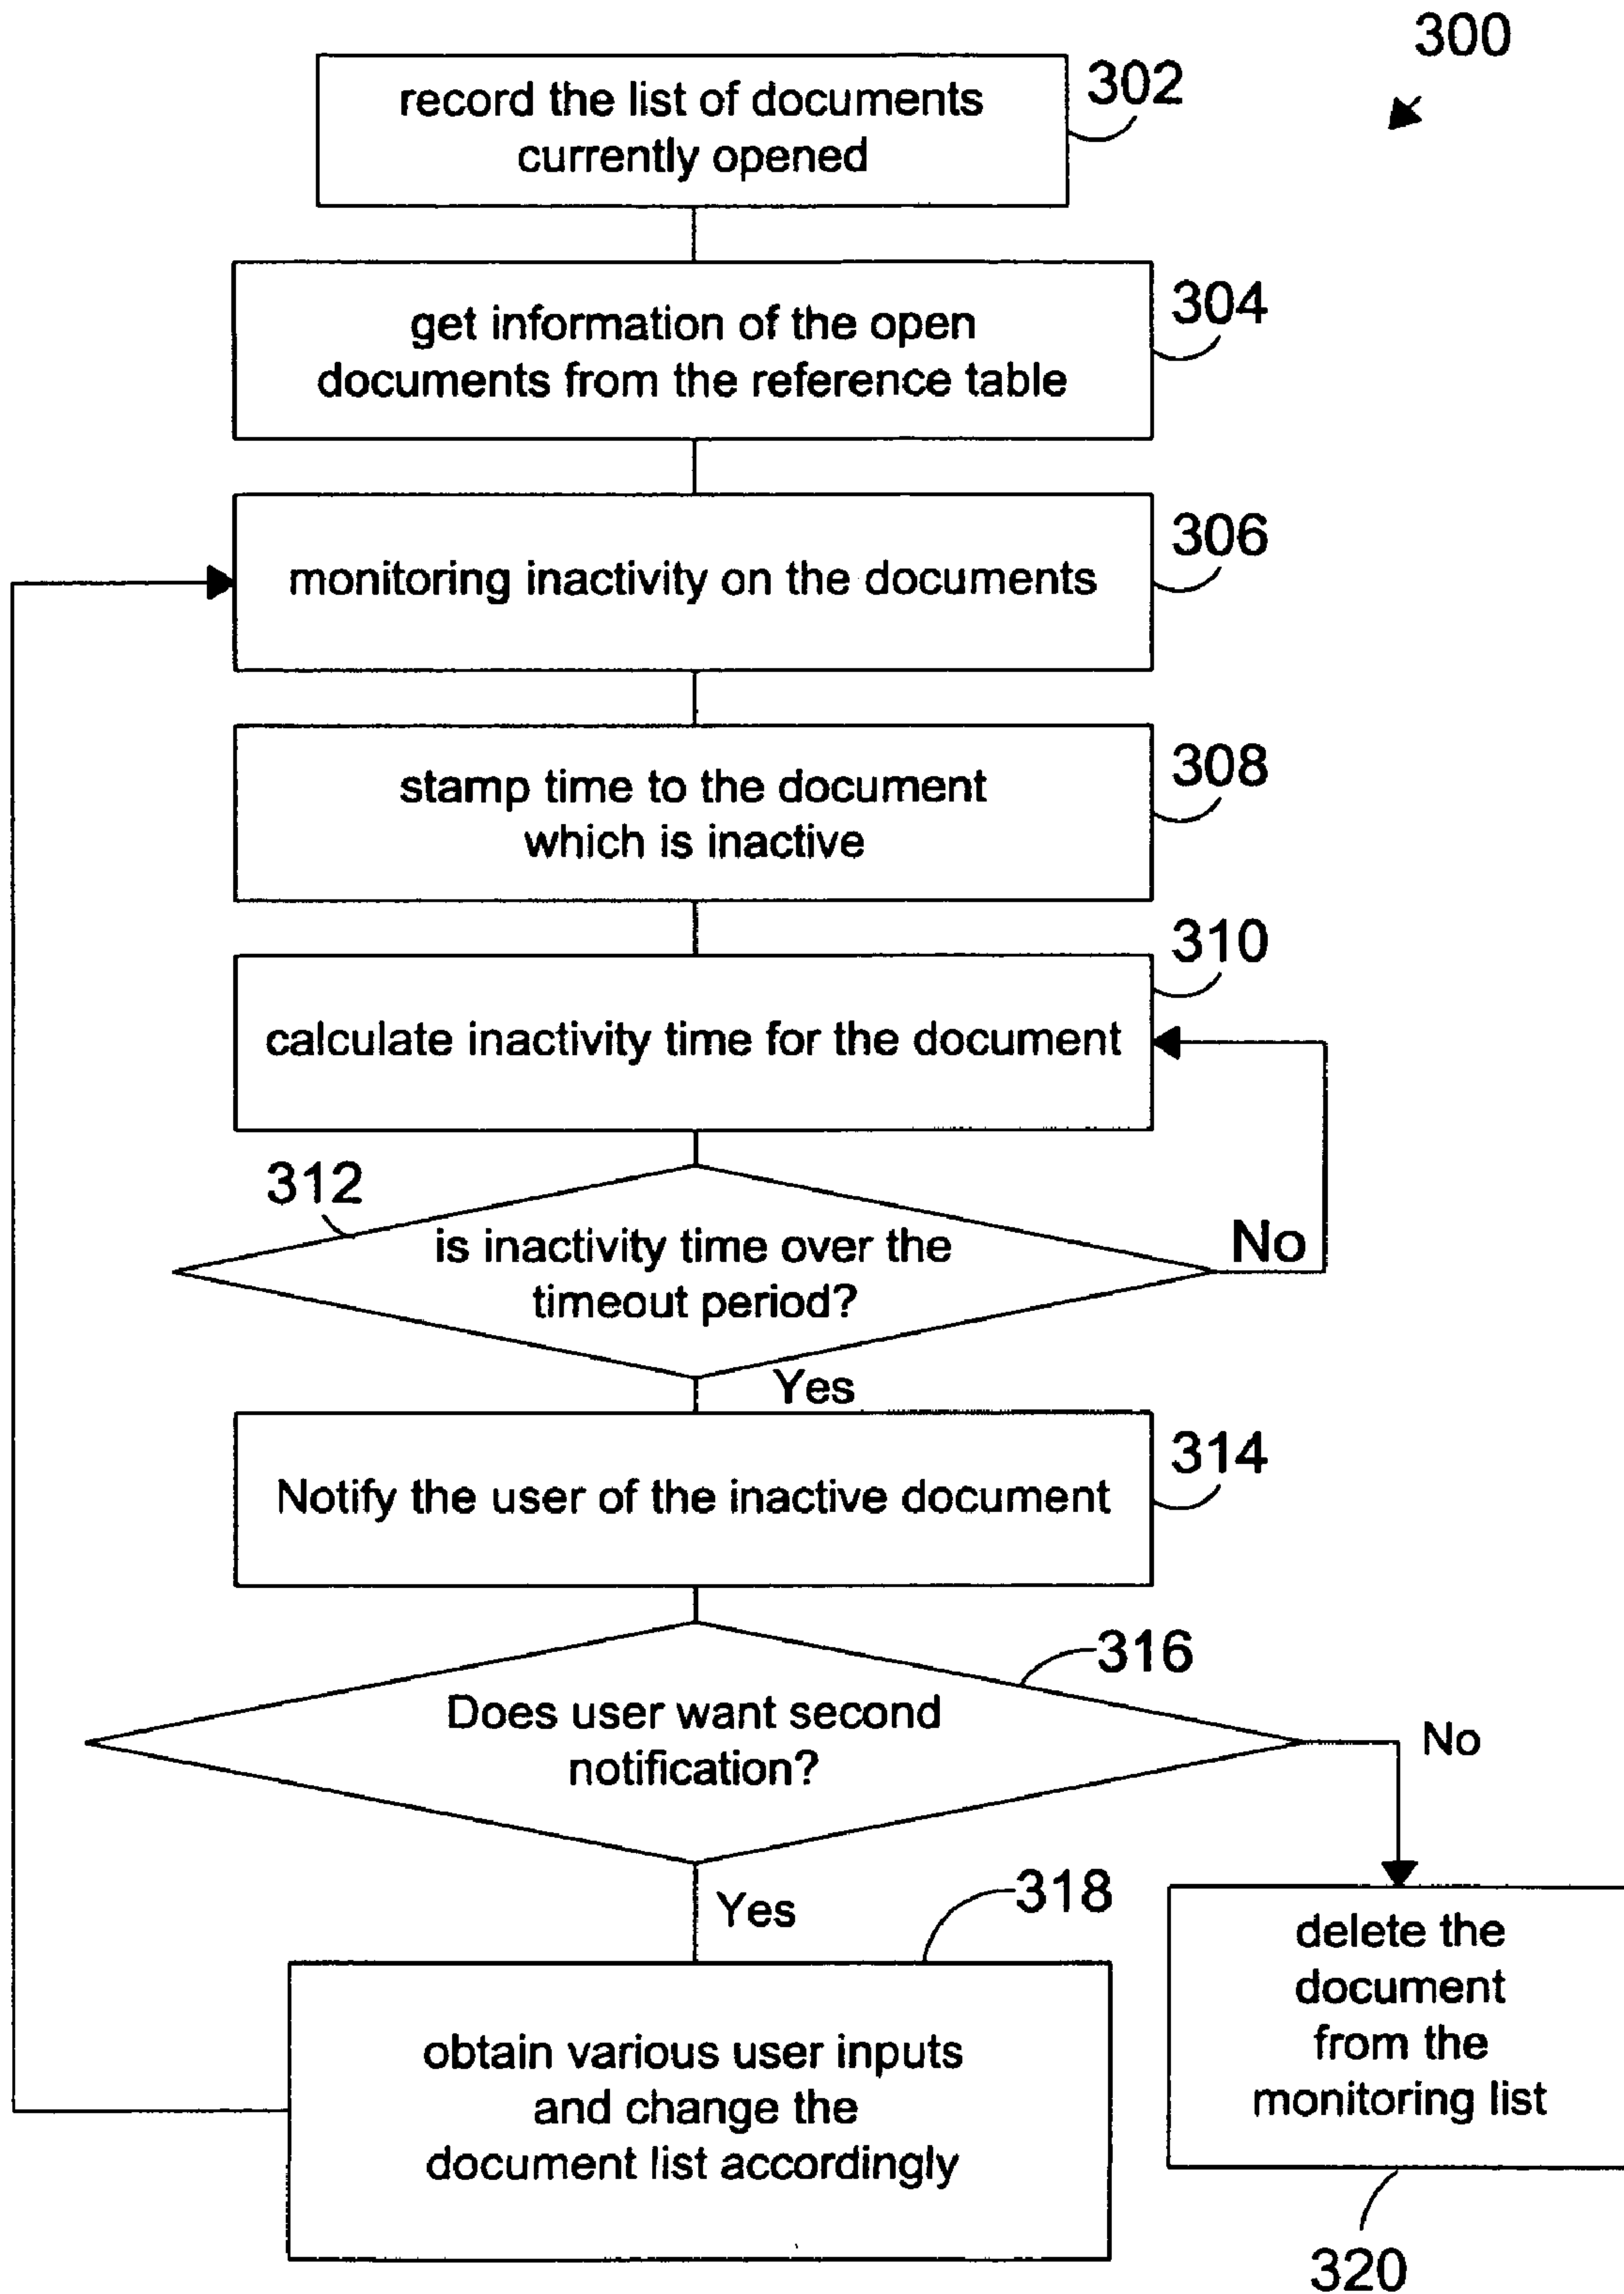 300
302
record the list of documents
currently opened
304
get information of the open
documents from the reference table
306
monitoring inactivity on the documents
308
stamp time to the document
which is inactive
310
calculate inactivity time for the document
312
is inactivity time over the
timeout period?
No
Yes
314
Notify the user of the inactive document
316
Does user want second
notification?
No
Yes
318
obtain various user inputs
and change the
document list accordingly
delete the
document
from the
monitoring list
320